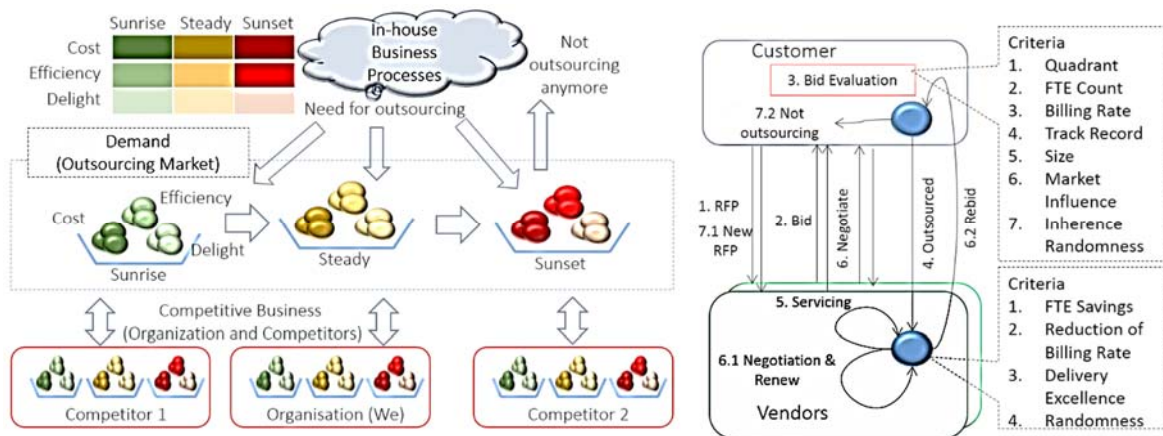 Sunrise Steady Sunset
Cost
Efficiency
Delight
In-house
Business
Processes
Need for outsourcing
Not
outsourcing
anymore
Demand
(Outsourcing Market)
Efficiency
Cost
Delight
Sunrise
Steady
Sunset
Competitive Business
(Organization and Competitors)
Competitor 1
Organisation (We)
Competitor 2
Customer
3. Bid Evaluation
7.2 Not
outsourcing
1. RFP
7.1 New
RFP
2. Bid
6. Negotiate
4. Outsourced
6.2 Rebid
5. Servicing
6.1 Negotiation &
Renew
Vendors
Criteria
1. Quadrant
2. FTE Count
3. Billing Rate
4. Track Record
5. Size
6. Market
Influence
7. Inherence
Randomness
Criteria
1. FTE Savings
2. Reduction of
Billing Rate
3. Delivery
Excellence
4. Randomness